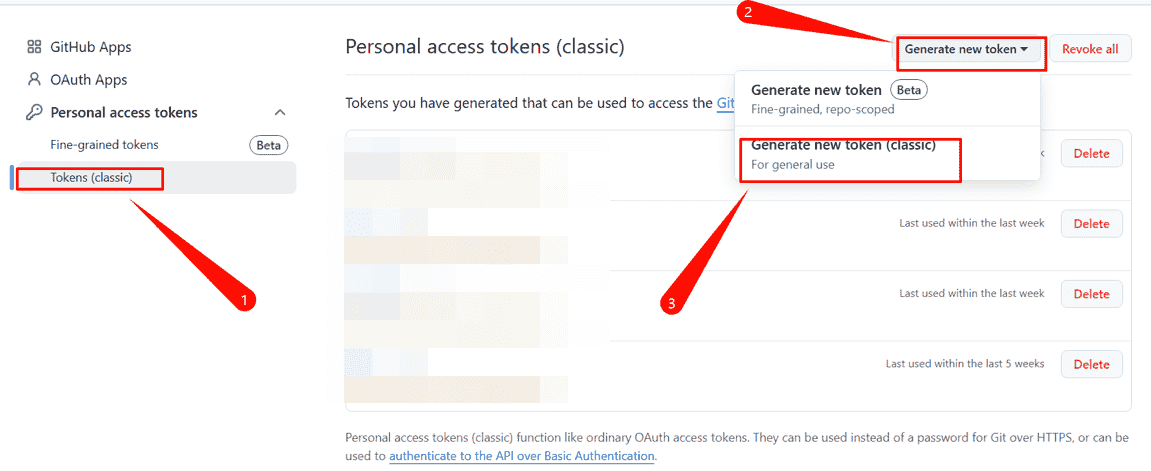 2
GitHub Apps
Personal access tokens (classic)
Generate new token
Revoke all
OAuth Apps
Generate new token Beta
Personal access tokens
Tokens you have generated that can be used to access the Git
Fine-grained, repo-scoped
Fine-grained tokens Beta
Generate new token (classic)
k
Delete
For general use
Tokens (classic)
Last used within the last week
Delete
1
Last used within the last week
Delete
3
Last used within the last 5 weeks
Delete
Personal access tokens (classic) function like ordinary OAuth access tokens. They can be used instead of a password for Git over HTTPS, or can be
used to authenticate to the API over Basic Authentication.